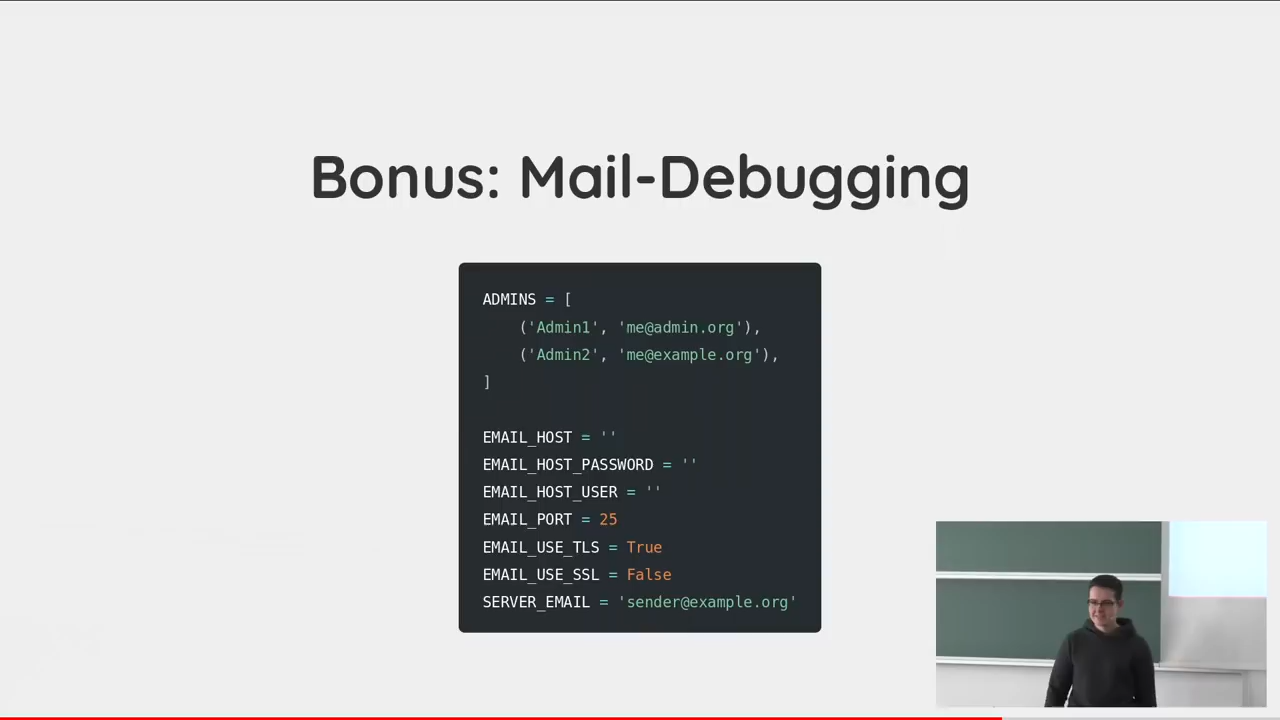 Bonus: Mail-Debugging
ADMINS = [
    ('Admin1', 'me@admin.org'),
    ('Admin2', 'me@example.org'),
]
EMAIL_HOST = ''
EMAIL_HOST_PASSWORD = ''
EMAIL_HOST_USER = ''
EMAIL_PORT = 25
EMAIL_USE_TLS = True
EMAIL_USE_SSL = False
SERVER_EMAIL = 'sender@example.org'